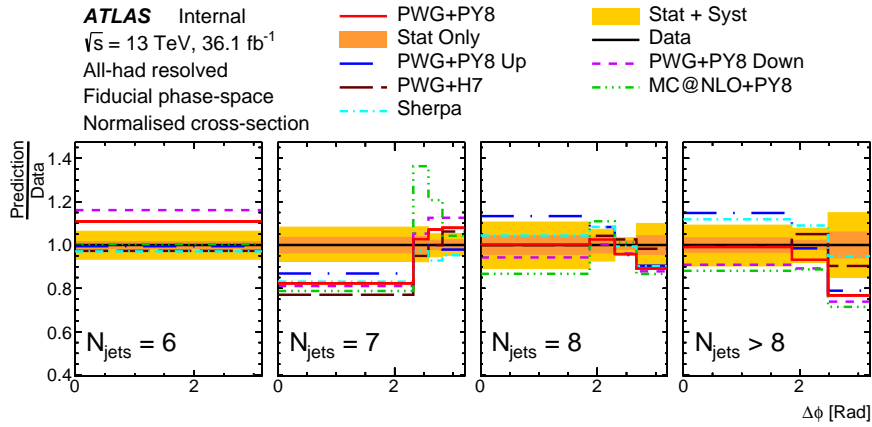 ATLAS Internal
√s = 13 TeV, 36.1 fb⁻¹
All-had resolved
Fiducial phase-space
Normalised cross-section
PWG+PY8
Stat Only
PWG+PY8 Up
PWG+H7
Sherpa
Stat + Syst
Data
PWG+PY8 Down
MC@NLO+PY8
Prediction
Data
1.4
1.2
1.0
0.8
0.6
0.4
N_jets = 6
N_jets = 7
N_jets = 8
N_jets > 8
0 2 0 2 0 2 0 2
Δϕ [Rad]